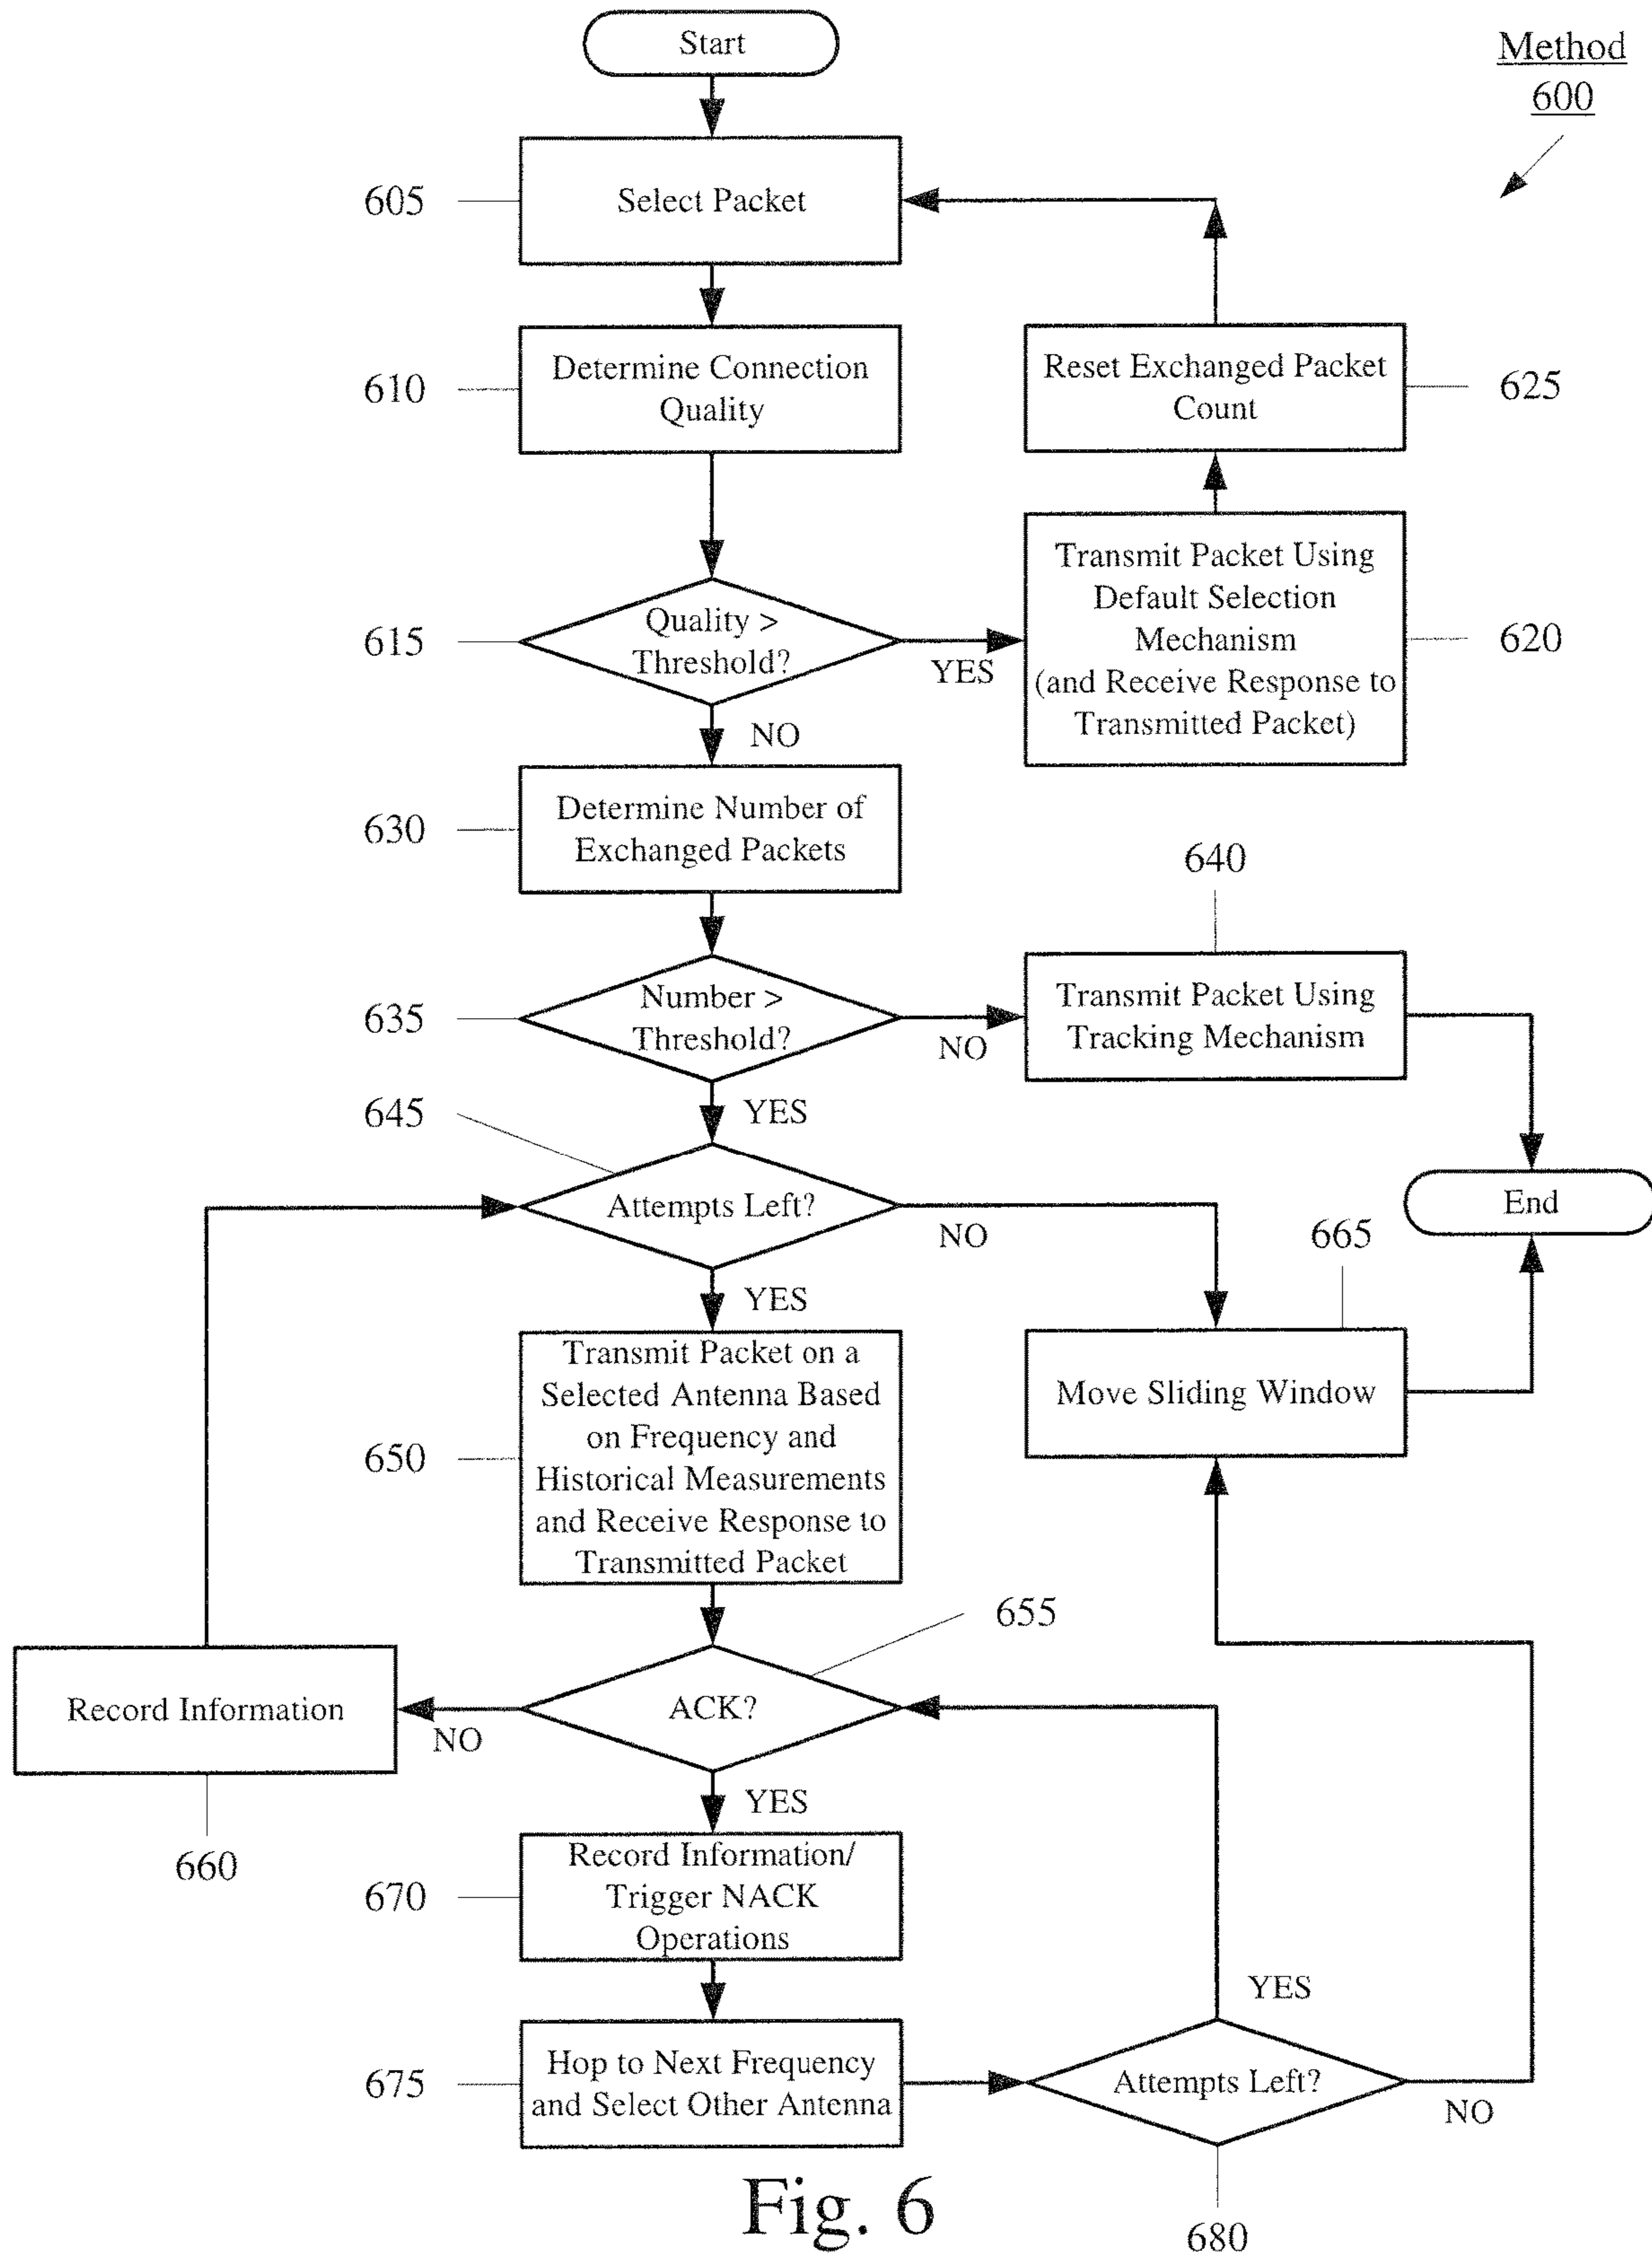 Start
Method
600
605
Select Packet
610
Determine Connection
Quality
Reset Exchanged Packet
Count
625
615
Quality >
Threshold?
YES
NO
Transmit Packet Using
Default Selection
Mechanism
(and Receive Response to
Transmitted Packet)
620
630
Determine Number of
Exchanged Packets
635
Number >
Threshold?
NO
YES
640
Transmit Packet Using
Tracking Mechanism
End
645
Attempts Left?
NO
YES
665
Move Sliding Window
650
Transmit Packet on a
Selected Antenna Based
on Frequency and
Historical Measurements
and Receive Response to
Transmitted Packet
655
ACK?
NO
YES
Record Information
660
670
Record Information/
Trigger NACK
Operations
675
Hop to Next Frequency
and Select Other Antenna
YES
Attempts Left?
NO
680
Fig. 6